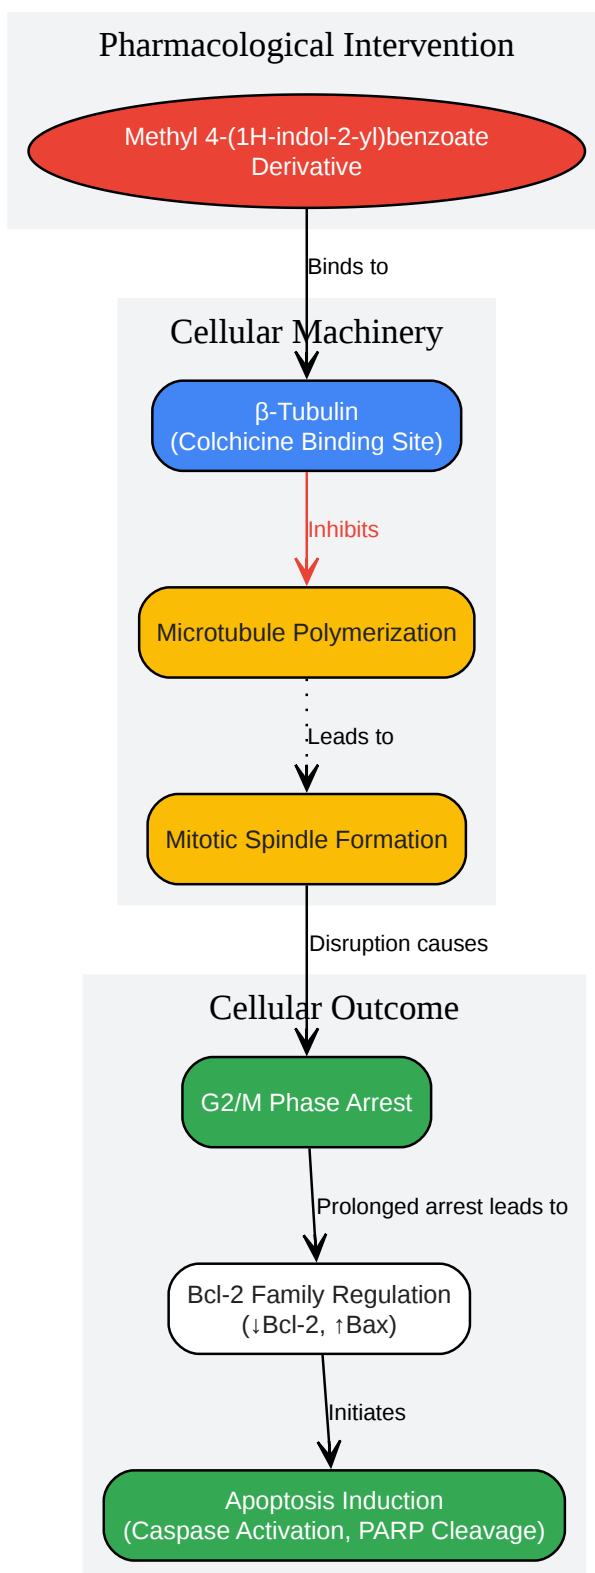 Pharmacological Intervention
Methyl 4-(1H-indol-2-yl)benzoate
Derivative
Binds to
Cellular Machinery
β-Tubulin
(Colchicine Binding Site)
Inhibits
Microtubule Polymerization
Leads to
Mitotic Spindle Formation
Disruption causes
Cellular Outcome
G2/M Phase Arrest
Prolonged arrest leads to
Bcl-2 Family Regulation
(↓Bcl-2, ↑Bax)
Initiates
Apoptosis Induction
(Caspase Activation, PARP Cleavage)